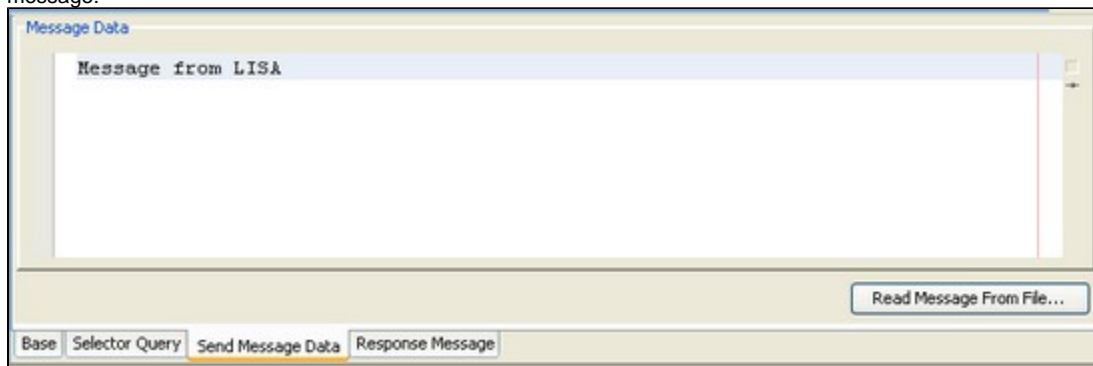 message.
Message Data
Message from LISA
Read Message From File...
Base Selector Query Send Message Data Response Message